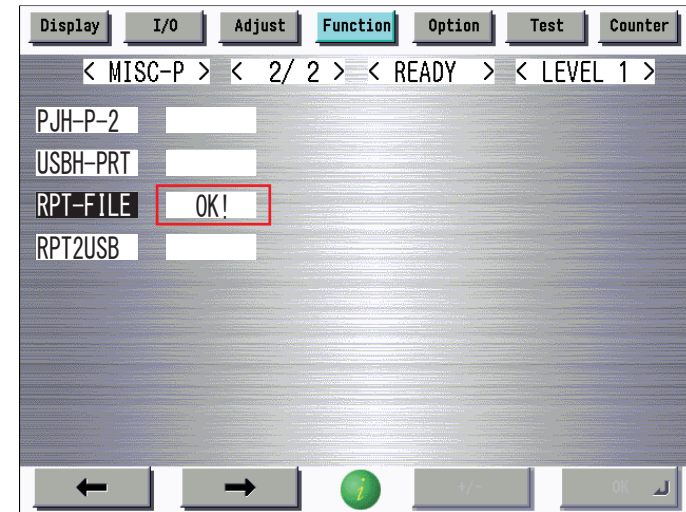 Display I/O Adjust Function Option Test Counter
< MISC-P > < 2/ 2 > < READY > < LEVEL 1 >
PJH-P-2
USBH-PRT
RPT-FILE OK!
RPT2USB
+/- OK